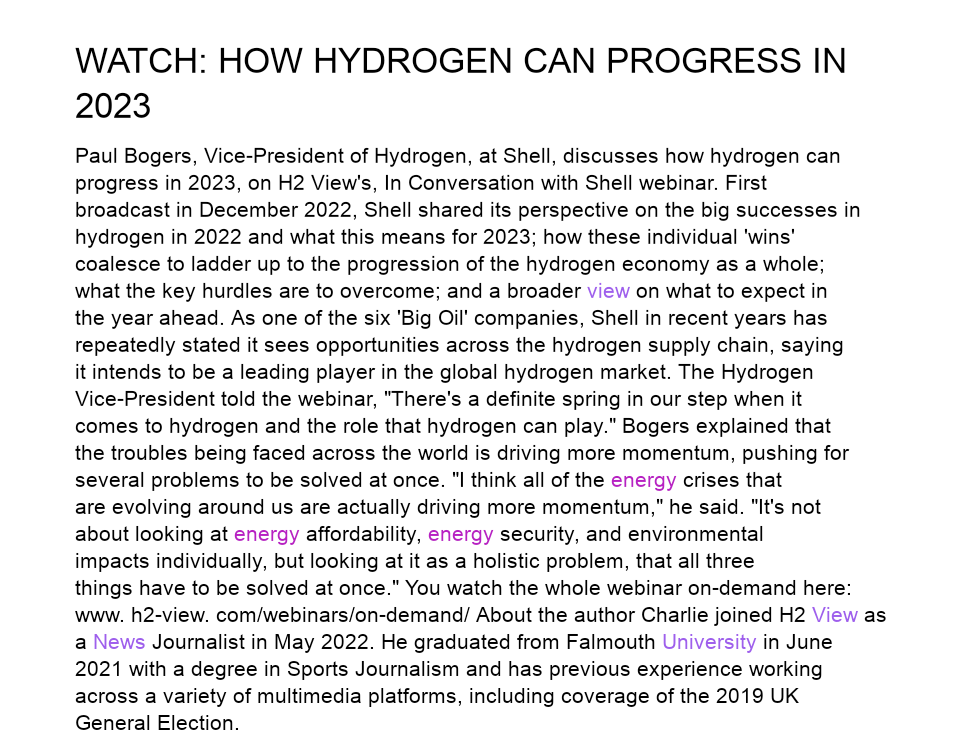 WATCH: HOW HYDROGEN CAN PROGRESS IN
2023
Paul Bogers, Vice-President of Hydrogen, at Shell, discusses how hydrogen can
progress in 2023, on H2 View's, In Conversation with Shell webinar. First
broadcast in December 2022, Shell shared its perspective on the big successes in
hydrogen in 2022 and what this means for 2023; how these individual 'wins'
coalesce to ladder up to the progression of the hydrogen economy as a whole;
what the key hurdles are to overcome; and a broader view on what to expect in
the year ahead. As one of the six 'Big Oil' companies, Shell in recent years has
repeatedly stated it sees opportunities across the hydrogen supply chain, saying
it intends to be a leading player in the global hydrogen market. The Hydrogen
Vice-President told the webinar, "There's a definite spring in our step when it
comes to hydrogen and the role that hydrogen can play." Bogers explained that
the troubles being faced across the world is driving more momentum, pushing for
several problems to be solved at once. "I think all of the energy crises that
are evolving around us are actually driving more momentum," he said. "It's not
about looking at energy affordability, energy security, and environmental
impacts individually, but looking at it as a holistic problem, that all three
things have to be solved at once." You watch the whole webinar on-demand here:
www. h2-view. com/webinars/on-demand/ About the author Charlie joined H2 View as
a News Journalist in May 2022. He graduated from Falmouth University in June
2021 with a degree in Sports Journalism and has previous experience working
across a variety of multimedia platforms, including coverage of the 2019 UK
General Election.